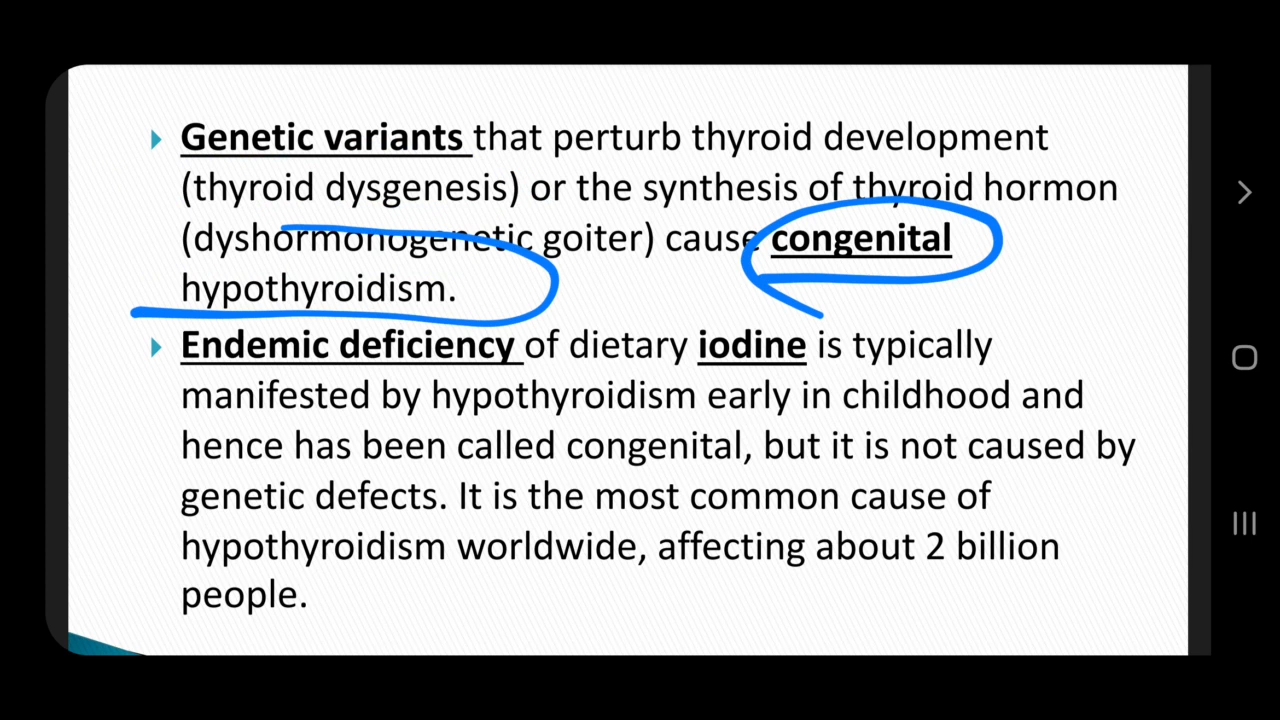 Genetic variants that perturb thyroid development
(thyroid dysgenesis) or the synthesis of thyroid hormon
(dyshormonogenetic goiter) cause congenital
hypothyroidism.
Endemic deficiency of dietary iodine is typically
manifested by hypothyroidism early in childhood and
hence has been called congenital, but it is not caused by
genetic defects. It is the most common cause of
hypothyroidism worldwide, affecting about 2 billion
people.